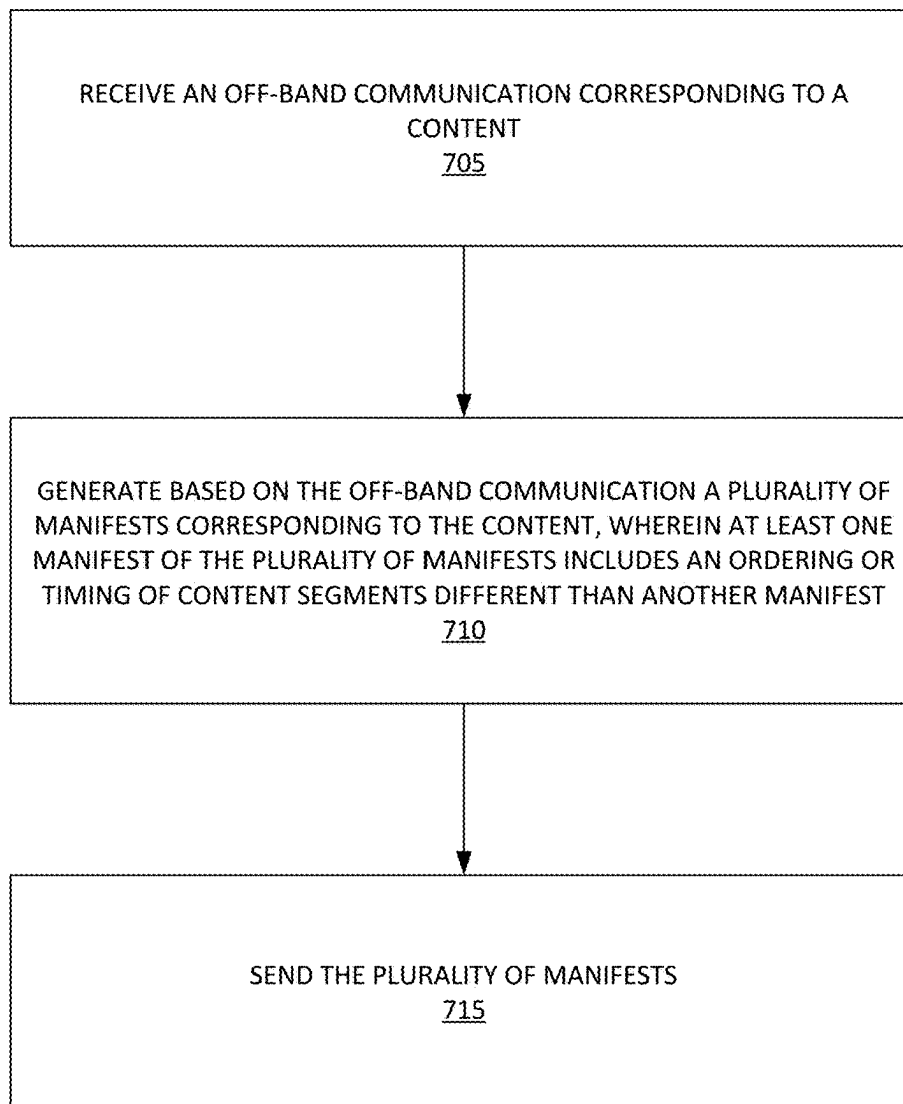 RECEIVE AN OFF-BAND COMMUNICATION CORRESPONDING TO A
CONTENT
705
GENERATE BASED ON THE OFF-BAND COMMUNICATION A PLURALITY OF
MANIFESTS CORRESPONDING TO THE CONTENT, WHEREIN AT LEAST ONE
MANIFEST OF THE PLURALITY OF MANIFESTS INCLUDES AN ORDERING OR
TIMING OF CONTENT SEGMENTS DIFFERENT THAN ANOTHER MANIFEST
710
SEND THE PLURALITY OF MANIFESTS
715